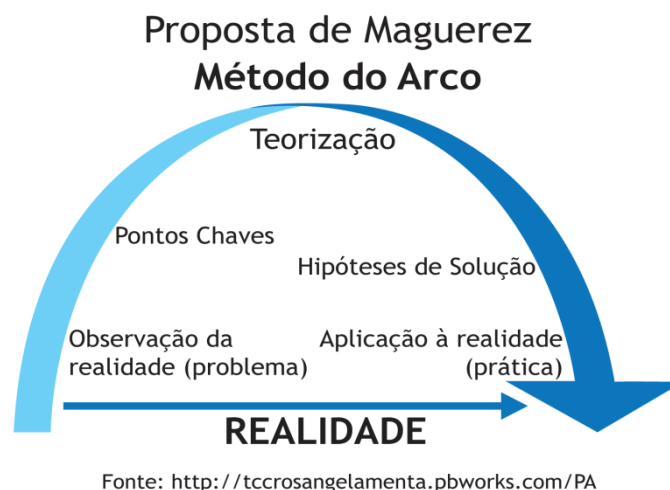 Proposta de Maguerez
Método do Arco
Teorização
Pontos Chaves
Hipóteses de Solução
Observação da
realidade (problema)
Aplicação à realidade
(prática)
REALIDADE
Fonte: http://tccrosangelamenta.pbworks.com/PA